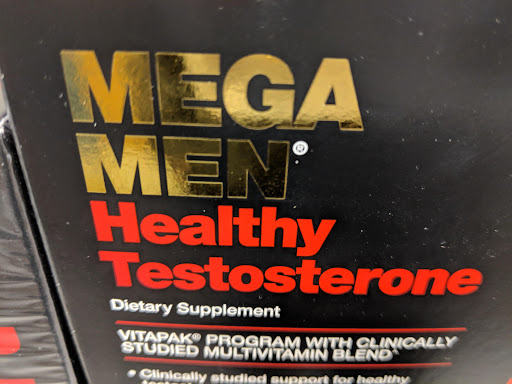 MEGA
MEN®
Healthy
Testosterone
Dietary Supplement
VITAPAK® PROGRAM WITH CLINICALLY
STUDIED MULTIVITAMIN BLEND
• Clinically studied support for healthy